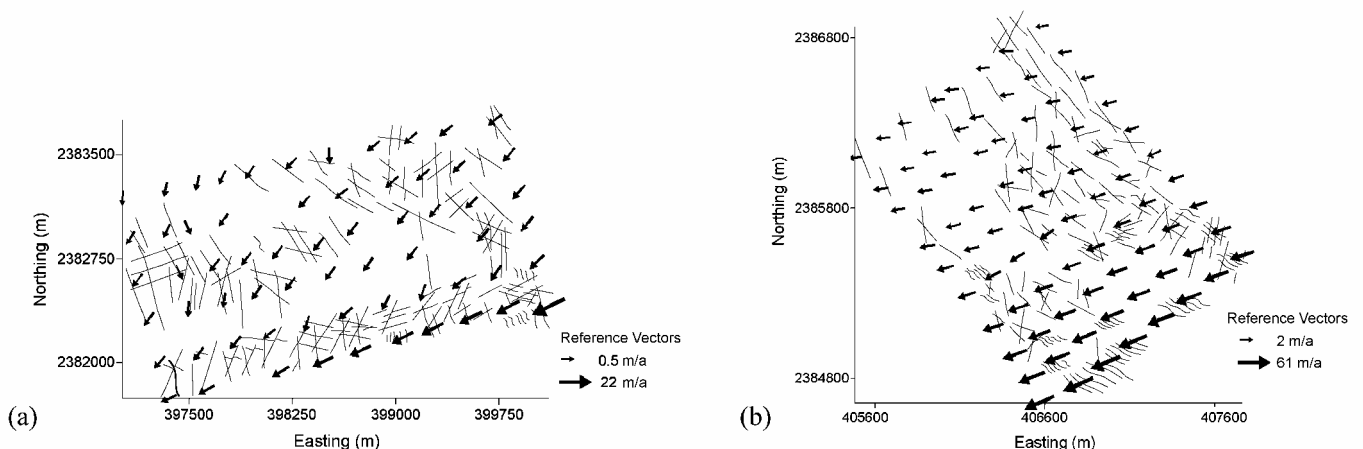 2383500
2382750
2382000
Northing (m)
397500
398250
399000
399750
Easting (m)
Reference Vectors
0.5 m/a
22 m/a
(a)
2386800
2385800
2384800
Northing (m)
405600
406600
407600
Easting (m)
Reference Vectors
2 m/a
61 m/a
(b)